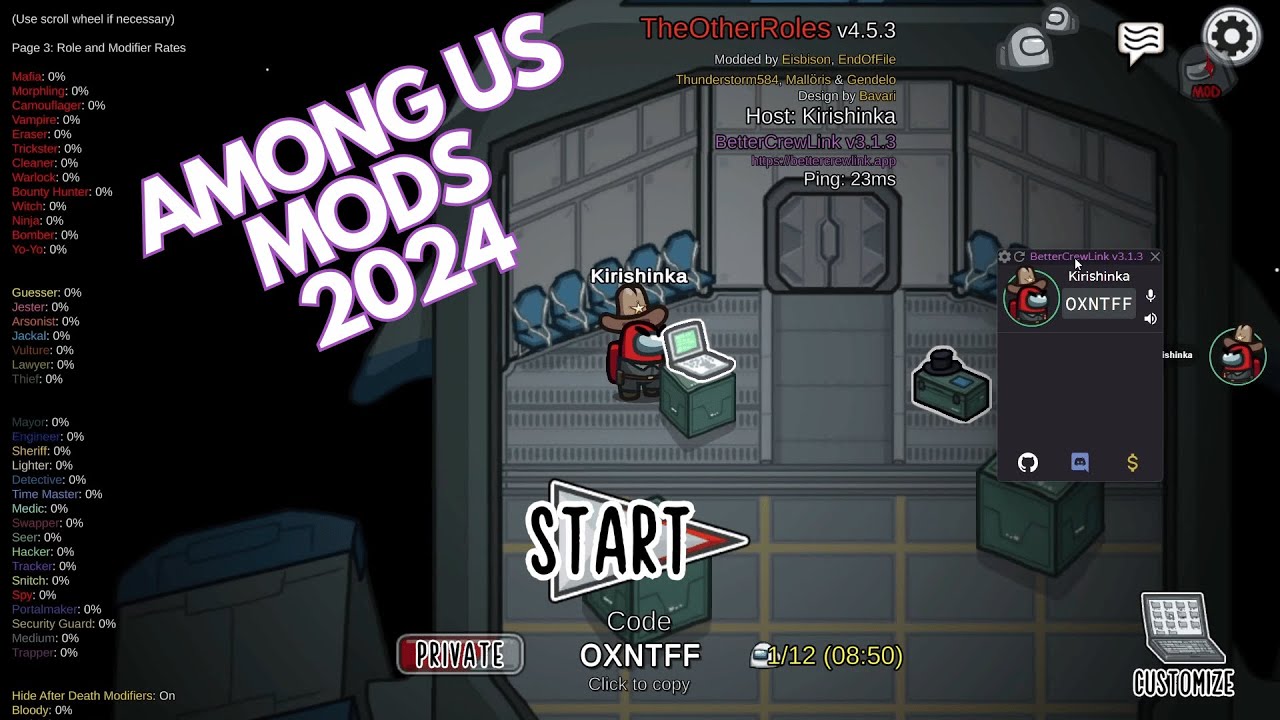 (Use scroll wheel if necessary)
Page 3: Role and Modifier Rates
Mafia: 0%
Morphling: 0%
Camouflager: 0%
Vampire: 0%
Eraser: 0%
Trickster: 0%
Cleaner: 0%
Warlock: 0%
Bounty Hunter: 0%
Witch: 0%
Ninja: 0%
Bomber: 0%
Yo-Yo: 0%
Guesser: 0%
Jester: 0%
Arsonist: 0%
Jackal: 0%
Vulture: 0%
Lawyer: 0%
Thief: 0%
Mayor: 0%
Engineer: 0%
Sheriff: 0%
Lighter: 0%
Detective: 0%
Time Master: 0%
Medic: 0%
Swapper: 0%
Seer: 0%
Hacker: 0%
Tracker: 0%
Snitch: 0%
Spy: 0%
Portalmaker: 0%
Security Guard: 0%
Medium: 0%
Trapper: 0%
Hide After Death Modifiers: On
Bloody: 0%
AMONG US
MODS
2024
TheOtherRoles v4.5.3
Modded by Eisbison, EndOfFile
Thunderstorm584, Mallöris & Gendelo
Design by Bavari
Host: Kirishinka
BetterCrewLink v3.1.3
https://bettercrewlink.app
Ping: 23ms
MOD
Kirishinka
BetterCrewLink v3.1.3
Kirishinka
OXNTFF
ishinka
START
PRIVATE
Code
OXNTFF
Click to copy
1/12 (08:50)
CUSTOMIZE